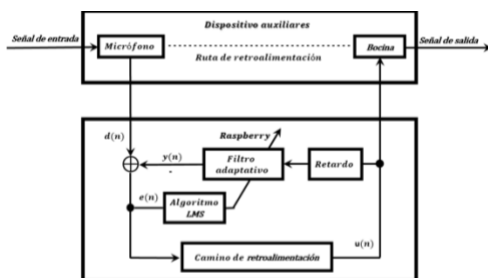 Dispositivo auxiliares
Señal de entrada
Micrófono
Bocina
Señal de salida
Ruta de retroalimentación
d(n)
Raspberry
y(n)
Filtro
adaptativo
Retardo
e(n)
Algoritmo
LMS
u(n)
Camino de retroalimentación